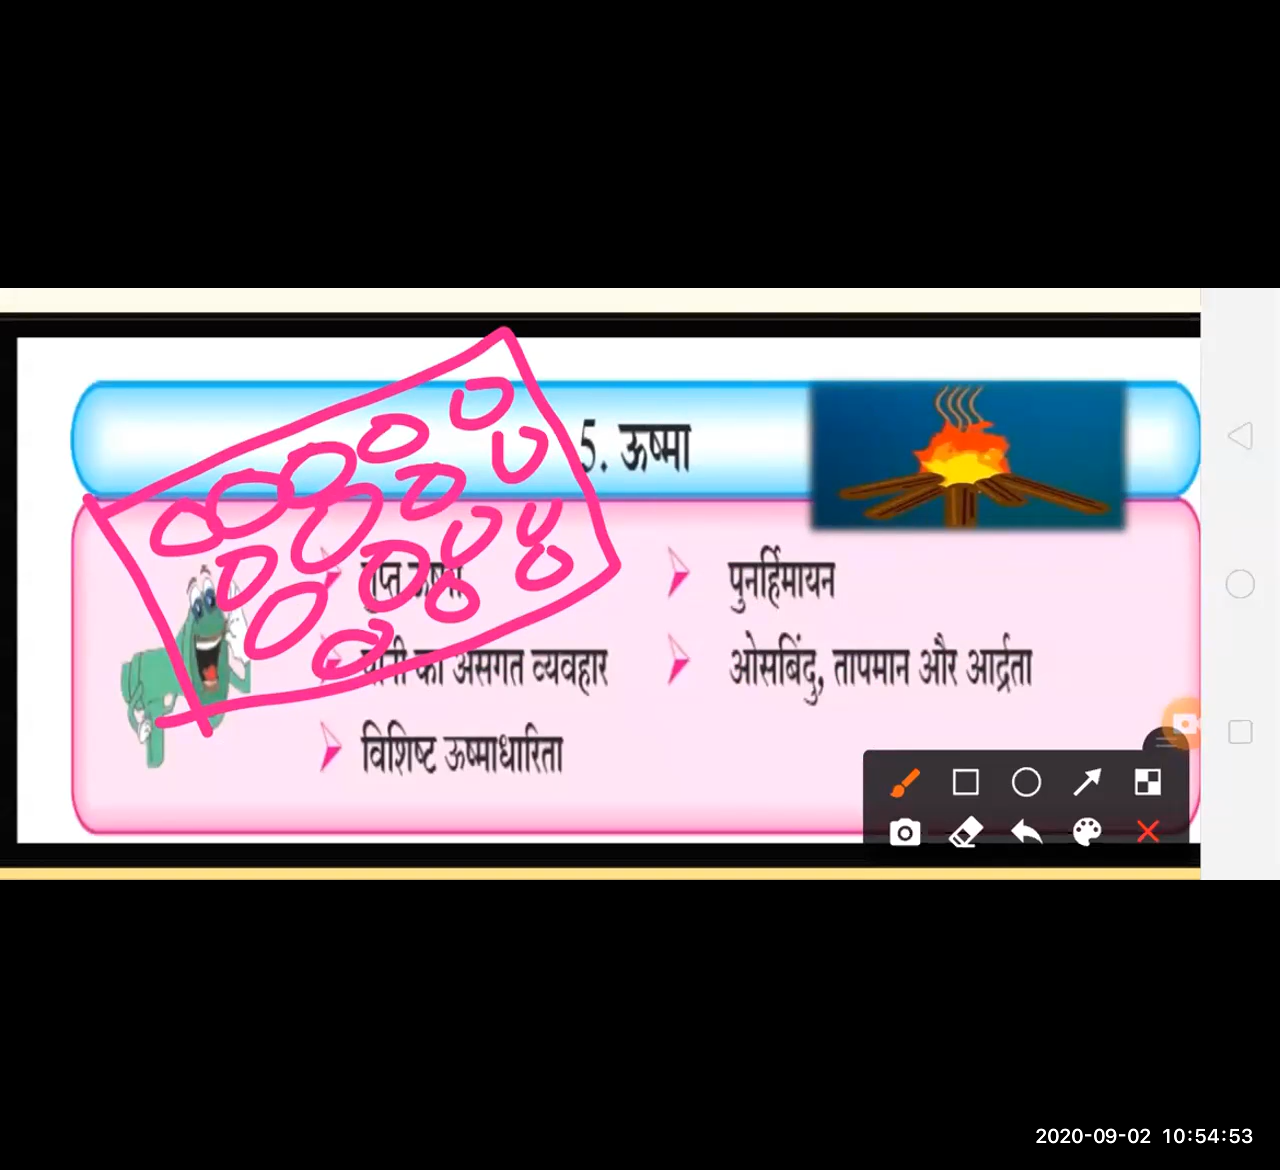 5. ऊष्मा
पुनर्हिमायन
का असंगत व्यवहार
ओसबिंदु, तापमान और आर्द्रता
विशिष्ट ऊष्माधारिता
2020-09-02 10:54:53